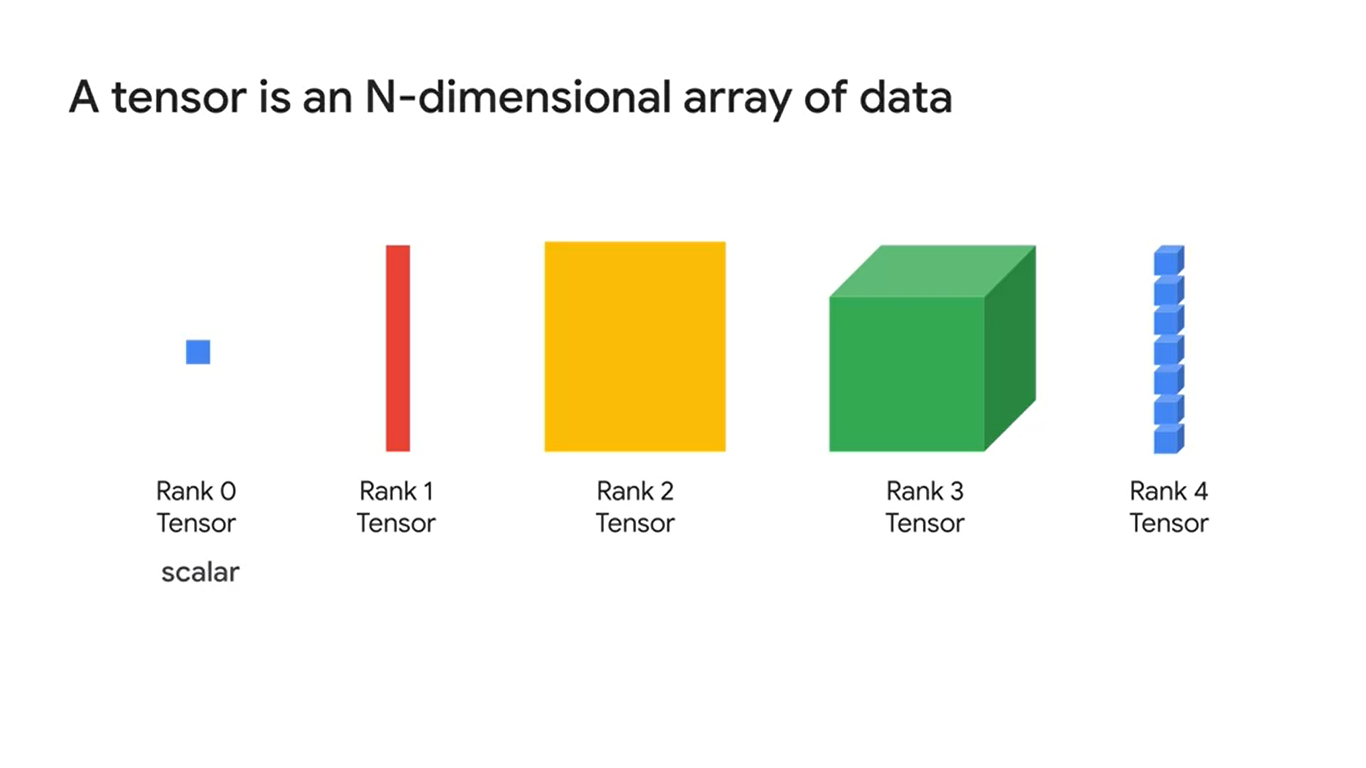 A tensor is an N-dimensional array of data
Rank 0
Tensor
scalar
Rank 1
Tensor
Rank 2
Tensor
Rank 3
Tensor
Rank 4
Tensor